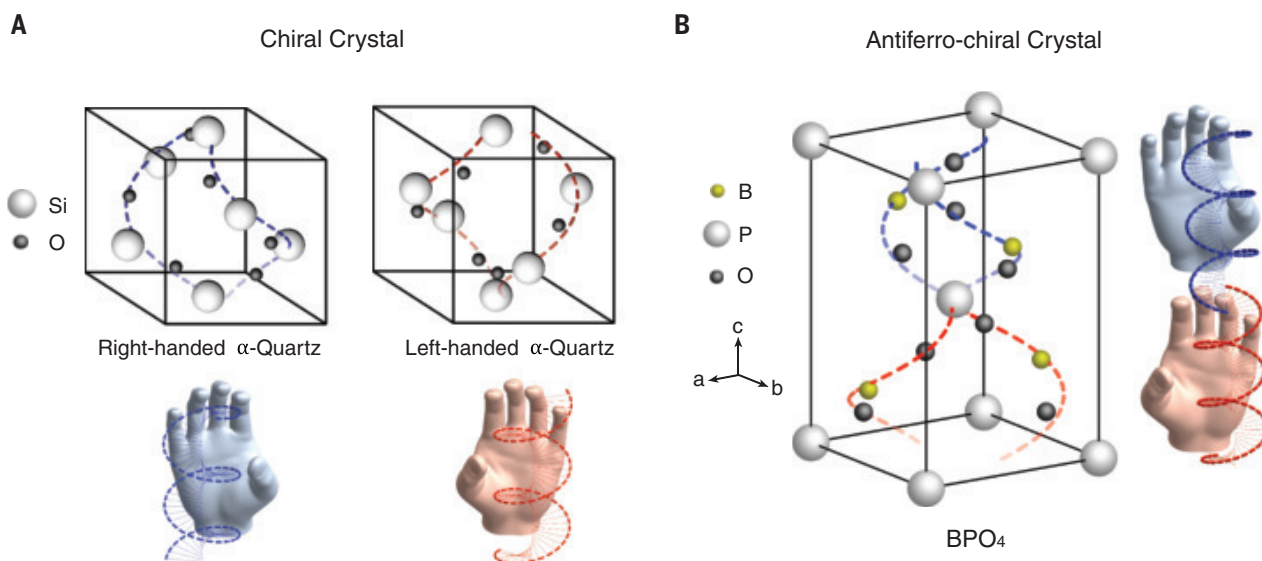 A
Chiral Crystal
Si
O
Right-handed α-Quartz
Left-handed α-Quartz
B
Antiferro-chiral Crystal
B
P
O
c
a
b
BPO₄